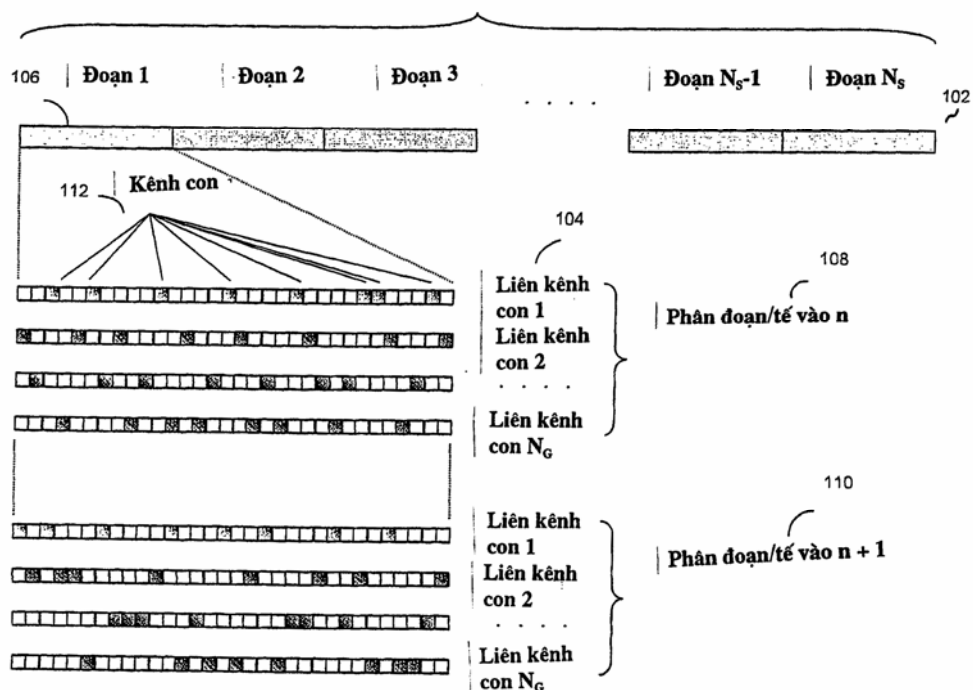 106
Đoạn 1
Đoạn 2
Đoạn 3
. . . .
Đoạn Nₛ-1
Đoạn Nₛ
102
112
Kênh con
104
Liên kênh
con 1
Liên kênh
con 2
. . . .
Liên kênh
con N_G
108
Phân đoạn/tế vào n
Liên kênh
con 1
Liên kênh
con 2
. . . .
Liên kênh
con N_G
110
Phân đoạn/tế vào n + 1